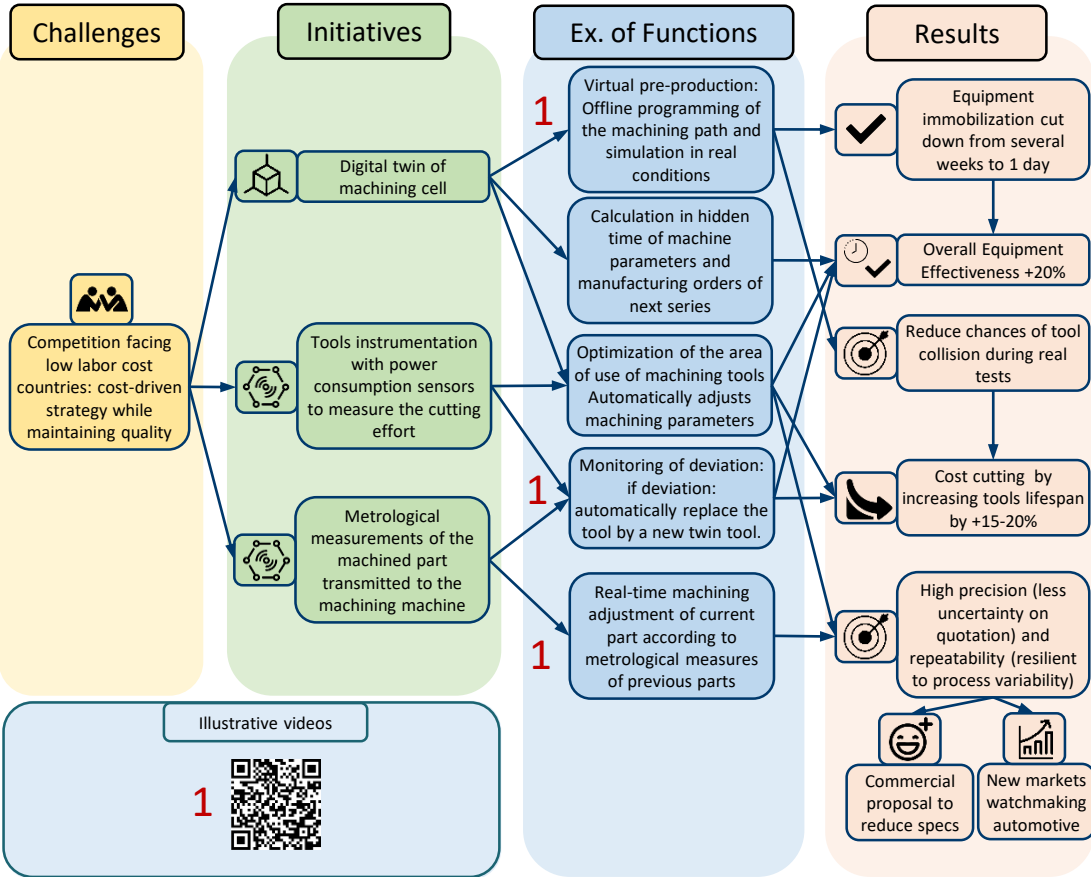 Challenges
Initiatives
Ex. of Functions
Results
Competition facing
low labor cost
countries: cost-driven
strategy while
maintaining quality
Digital twin of
machining cell
Tools instrumentation
with power
consumption sensors
to measure the cutting
effort
Metrological
measurements of the
machined part
transmitted to the
machining machine
1
Virtual pre-production:
Offline programming of
the machining path and
simulation in real
conditions
Calculation in hidden
time of machine
parameters and
manufacturing orders of
next series
Optimization of the area
of use of machining tools
Automatically adjusts
machining parameters
1
Monitoring of deviation:
if deviation:
automatically replace the
tool by a new twin tool.
1
Real-time machining
adjustment of current
part according to
metrological measures
of previous parts
Equipment
immobilization cut
down from several
weeks to 1 day
Overall Equipment
Effectiveness +20%
Reduce chances of tool
collision during real
tests
Cost cutting by
increasing tools lifespan
by +15-20%
High precision (less
uncertainty on
quotation) and
repeatability (resilient
to process variability)
Commercial
proposal to
reduce specs
New markets
watchmaking
automotive
Illustrative videos
1